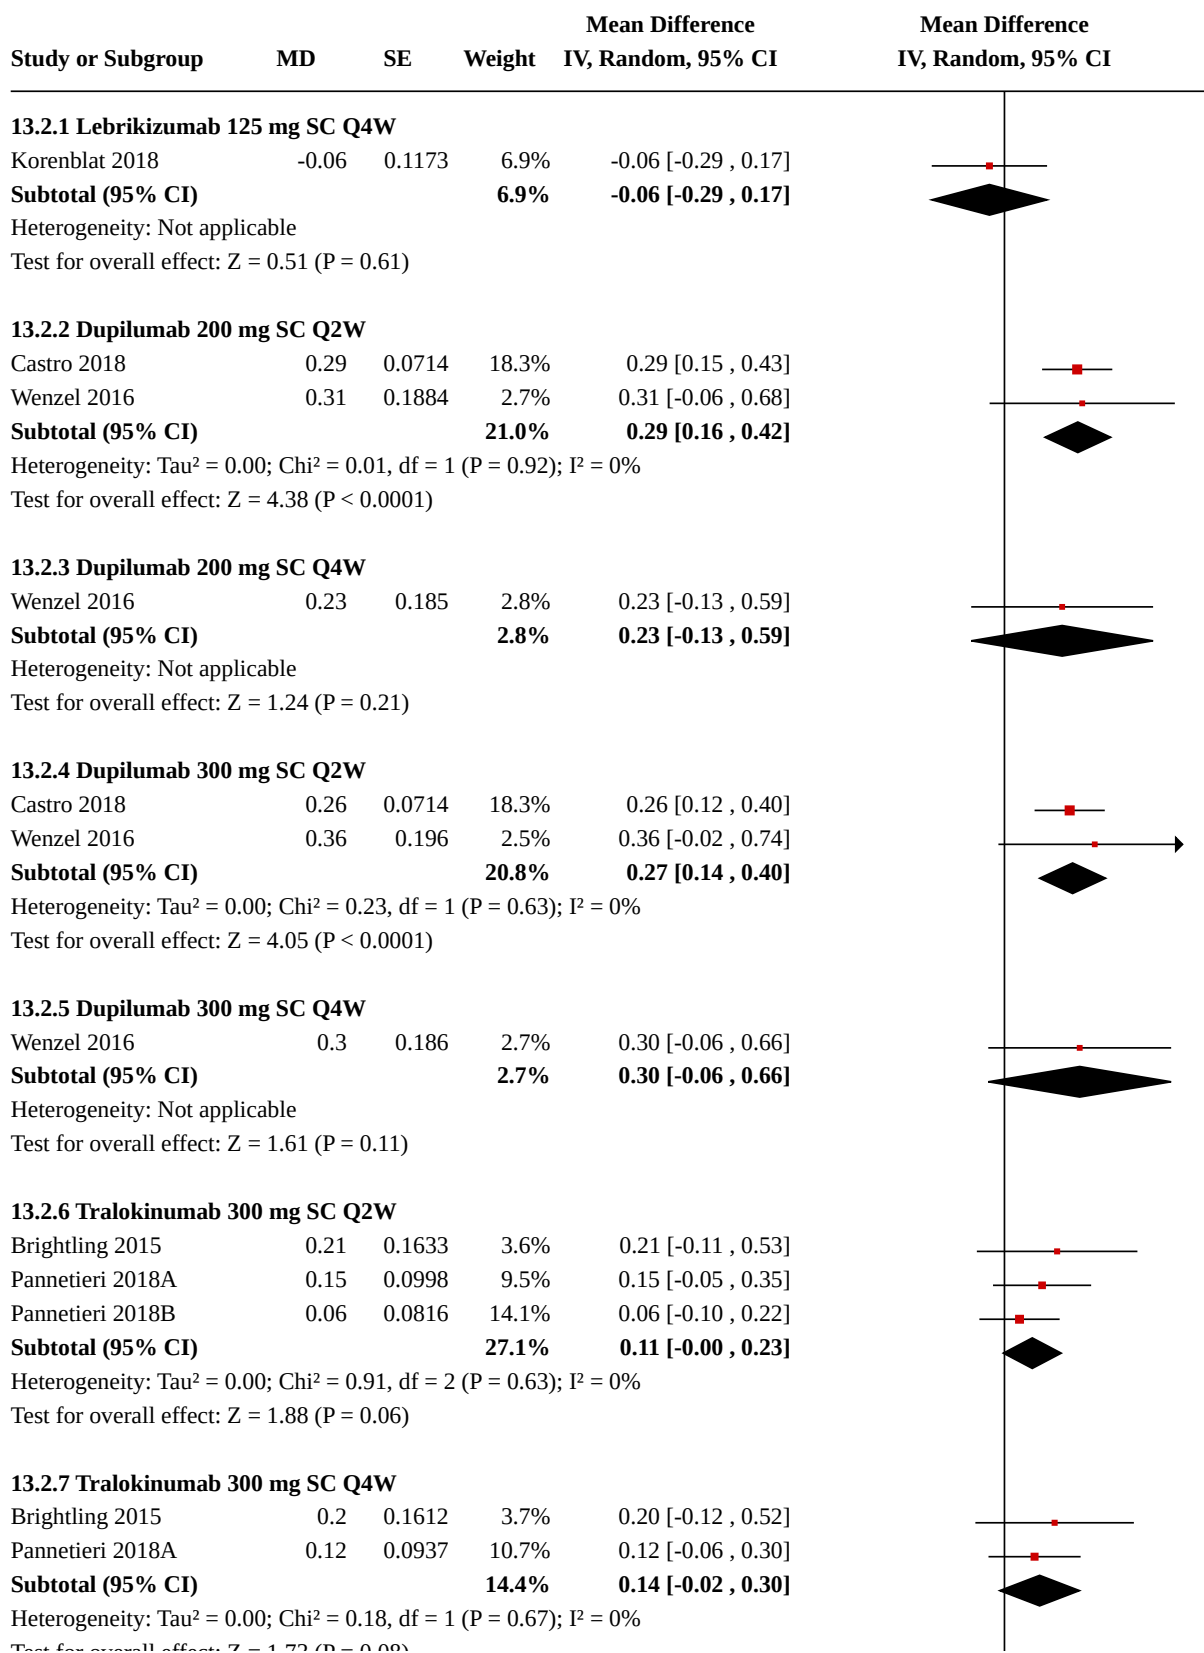 Mean Difference Mean Difference
Study or Subgroup MD SE Weight IV, Random, 95% CI IV, Random, 95% CI
13.2.1 Lebrikizumab 125 mg SC Q4W
Korenblat 2018 -0.06 0.1173 6.9% -0.06 [-0.29 , 0.17]
Subtotal (95% CI) 6.9% -0.06 [-0.29 , 0.17]
Heterogeneity: Not applicable
Test for overall effect: Z = 0.51 (P = 0.61)
13.2.2 Dupilumab 200 mg SC Q2W
Castro 2018 0.29 0.0714 18.3% 0.29 [0.15 , 0.43]
Wenzel 2016 0.31 0.1884 2.7% 0.31 [-0.06 , 0.68]
Subtotal (95% CI) 21.0% 0.29 [0.16 , 0.42]
Heterogeneity: Tau² = 0.00; Chi² = 0.01, df = 1 (P = 0.92); I² = 0%
Test for overall effect: Z = 4.38 (P < 0.0001)
13.2.3 Dupilumab 200 mg SC Q4W
Wenzel 2016 0.23 0.185 2.8% 0.23 [-0.13 , 0.59]
Subtotal (95% CI) 2.8% 0.23 [-0.13 , 0.59]
Heterogeneity: Not applicable
Test for overall effect: Z = 1.24 (P = 0.21)
13.2.4 Dupilumab 300 mg SC Q2W
Castro 2018 0.26 0.0714 18.3% 0.26 [0.12 , 0.40]
Wenzel 2016 0.36 0.196 2.5% 0.36 [-0.02 , 0.74]
Subtotal (95% CI) 20.8% 0.27 [0.14 , 0.40]
Heterogeneity: Tau² = 0.00; Chi² = 0.23, df = 1 (P = 0.63); I² = 0%
Test for overall effect: Z = 4.05 (P < 0.0001)
13.2.5 Dupilumab 300 mg SC Q4W
Wenzel 2016 0.3 0.186 2.7% 0.30 [-0.06 , 0.66]
Subtotal (95% CI) 2.7% 0.30 [-0.06 , 0.66]
Heterogeneity: Not applicable
Test for overall effect: Z = 1.61 (P = 0.11)
13.2.6 Tralokinumab 300 mg SC Q2W
Brightling 2015 0.21 0.1633 3.6% 0.21 [-0.11 , 0.53]
Pannetieri 2018A 0.15 0.0998 9.5% 0.15 [-0.05 , 0.35]
Pannetieri 2018B 0.06 0.0816 14.1% 0.06 [-0.10 , 0.22]
Subtotal (95% CI) 27.1% 0.11 [-0.00 , 0.23]
Heterogeneity: Tau² = 0.00; Chi² = 0.91, df = 2 (P = 0.63); I² = 0%
Test for overall effect: Z = 1.88 (P = 0.06)
13.2.7 Tralokinumab 300 mg SC Q4W
Brightling 2015 0.2 0.1612 3.7% 0.20 [-0.12 , 0.52]
Pannetieri 2018A 0.12 0.0937 10.7% 0.12 [-0.06 , 0.30]
Subtotal (95% CI) 14.4% 0.14 [-0.02 , 0.30]
Heterogeneity: Tau² = 0.00; Chi² = 0.18, df = 1 (P = 0.67); I² = 0%
Test for overall effect: Z =